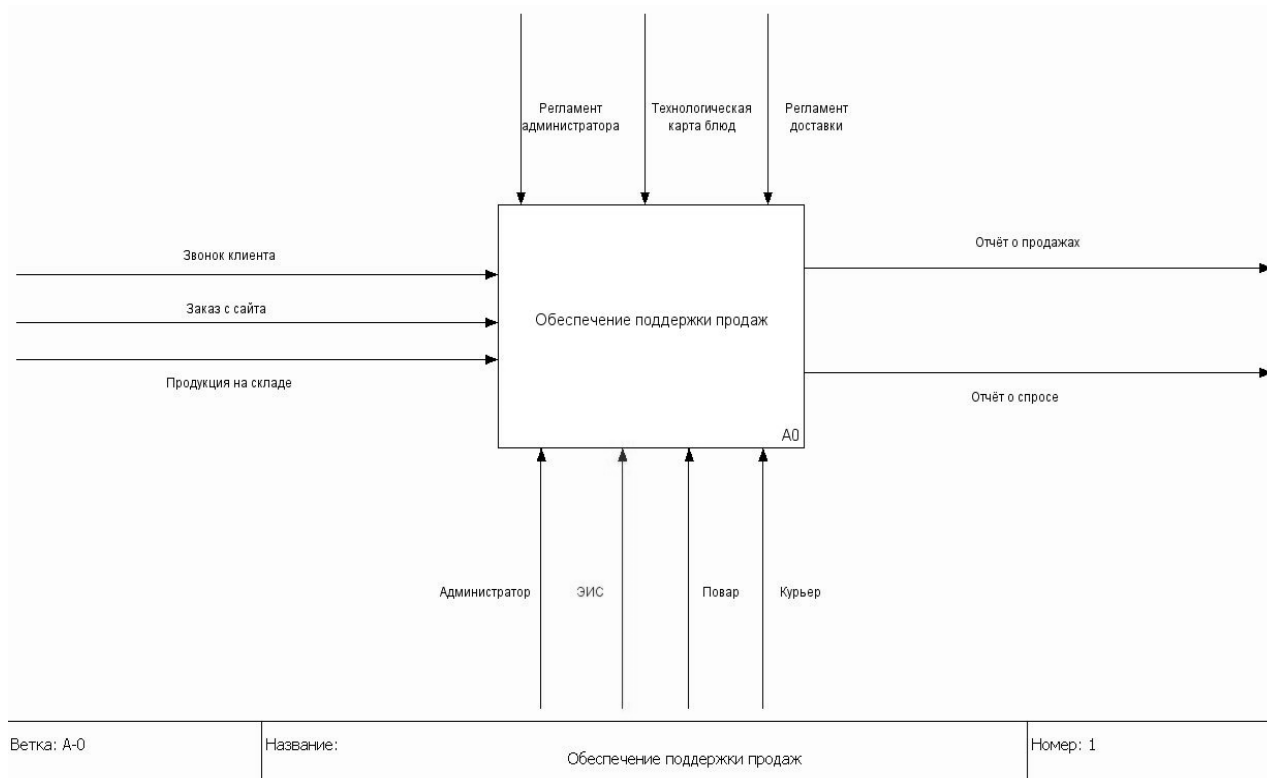 Регламент
администратора
Технологическая
карта блюд
Регламент
доставки
Звонок клиента
Заказ с сайта
Продукция на складе
Обеспечение поддержки продаж
A0
Отчёт о продажах
Отчёт о спросе
Администратор
ЭИС
Повар
Курьер
Ветка: A-0
Название:
Обеспечение поддержки продаж
Номер: 1